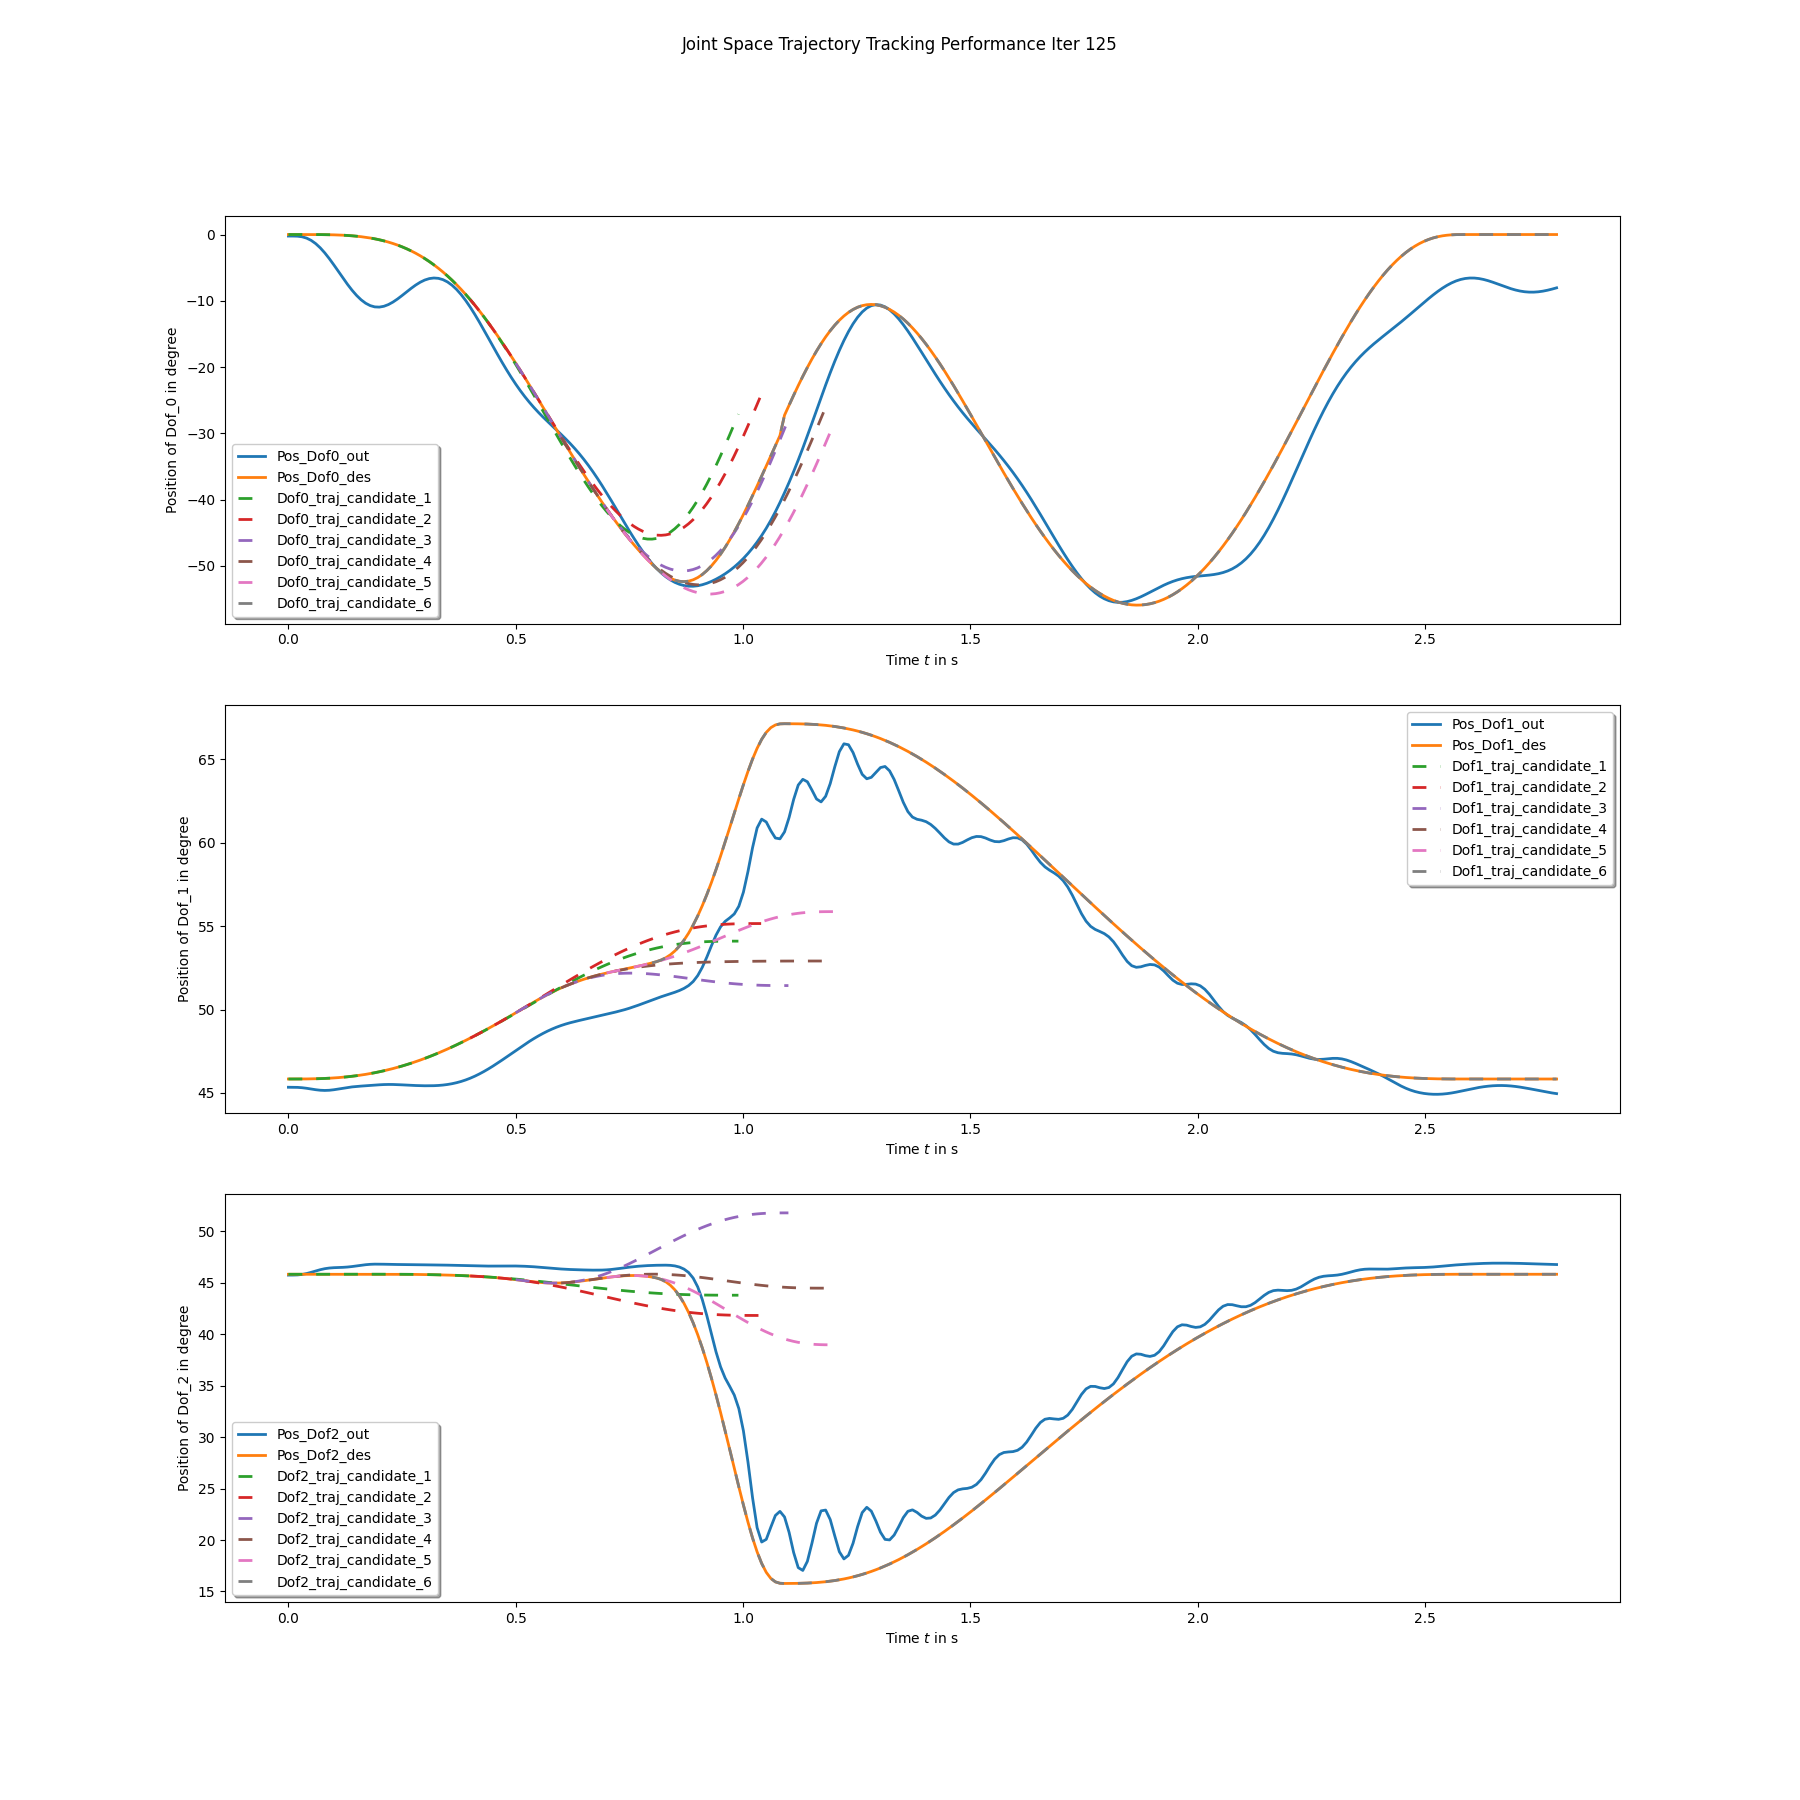 Joint Space Trajectory Tracking Performance Iter 125
Position of Dof_0 in degree
0
−10
−20
−30
−40
−50
Pos_Dof0_out
Pos_Dof0_des
Dof0_traj_candidate_1
Dof0_traj_candidate_2
Dof0_traj_candidate_3
Dof0_traj_candidate_4
Dof0_traj_candidate_5
Dof0_traj_candidate_6
0.0 0.5 1.0 1.5 2.0 2.5
Time t in s
Position of Dof_1 in degree
65
60
55
50
45
Pos_Dof1_out
Pos_Dof1_des
Dof1_traj_candidate_1
Dof1_traj_candidate_2
Dof1_traj_candidate_3
Dof1_traj_candidate_4
Dof1_traj_candidate_5
Dof1_traj_candidate_6
0.0 0.5 1.0 1.5 2.0 2.5
Time t in s
Position of Dof_2 in degree
50
45
40
35
30
25
20
15
Pos_Dof2_out
Pos_Dof2_des
Dof2_traj_candidate_1
Dof2_traj_candidate_2
Dof2_traj_candidate_3
Dof2_traj_candidate_4
Dof2_traj_candidate_5
Dof2_traj_candidate_6
0.0 0.5 1.0 1.5 2.0 2.5
Time t in s